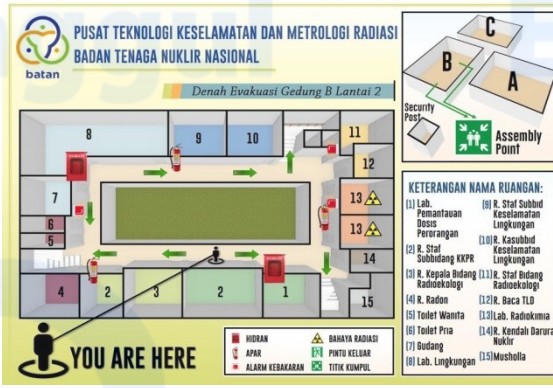 PUSAT TEKNOLOGI KESELAMATAN DAN METROLOGI RADIASI
BADAN TENAGA NUKLIR NASIONAL
batan
Denah Evakuasi Gedung B Lantai 2
8
9
10
11
12
7
13
13
6
5
14
4
2
3
2
1
15
YOU ARE HERE
HIDRAN
APAR
ALARM KEBAKARAN
BAHAYA RADIASI
PINTU KELUAR
TITIK KUMPUL
C
B
A
Security
Post
Assembly
Point
KETERANGAN NAMA RUANGAN:
[1] Lab.
Pemantauan
Dosis
Perorangan
[2] R. Staf
Subbidang KKPR
[3] R. Kepala Bidang
Radioekologi
[4] R. Radon
[5] Toilet Wanita
[6] Toilet Pria
[7] Gudang
[8] Lab. Lingkungan
[9] R. Staf Subbid
Keselamatan
Lingkungan
[10] R. Kasubbid
Keselamatan
Lingkungan
[11] R. Staf Bidang
Radioekologi
[12] R. Baca TLD
[13] Lab. Radiokimia
[14] R. Kendali Darurat
Nuklir
[15] Musholla